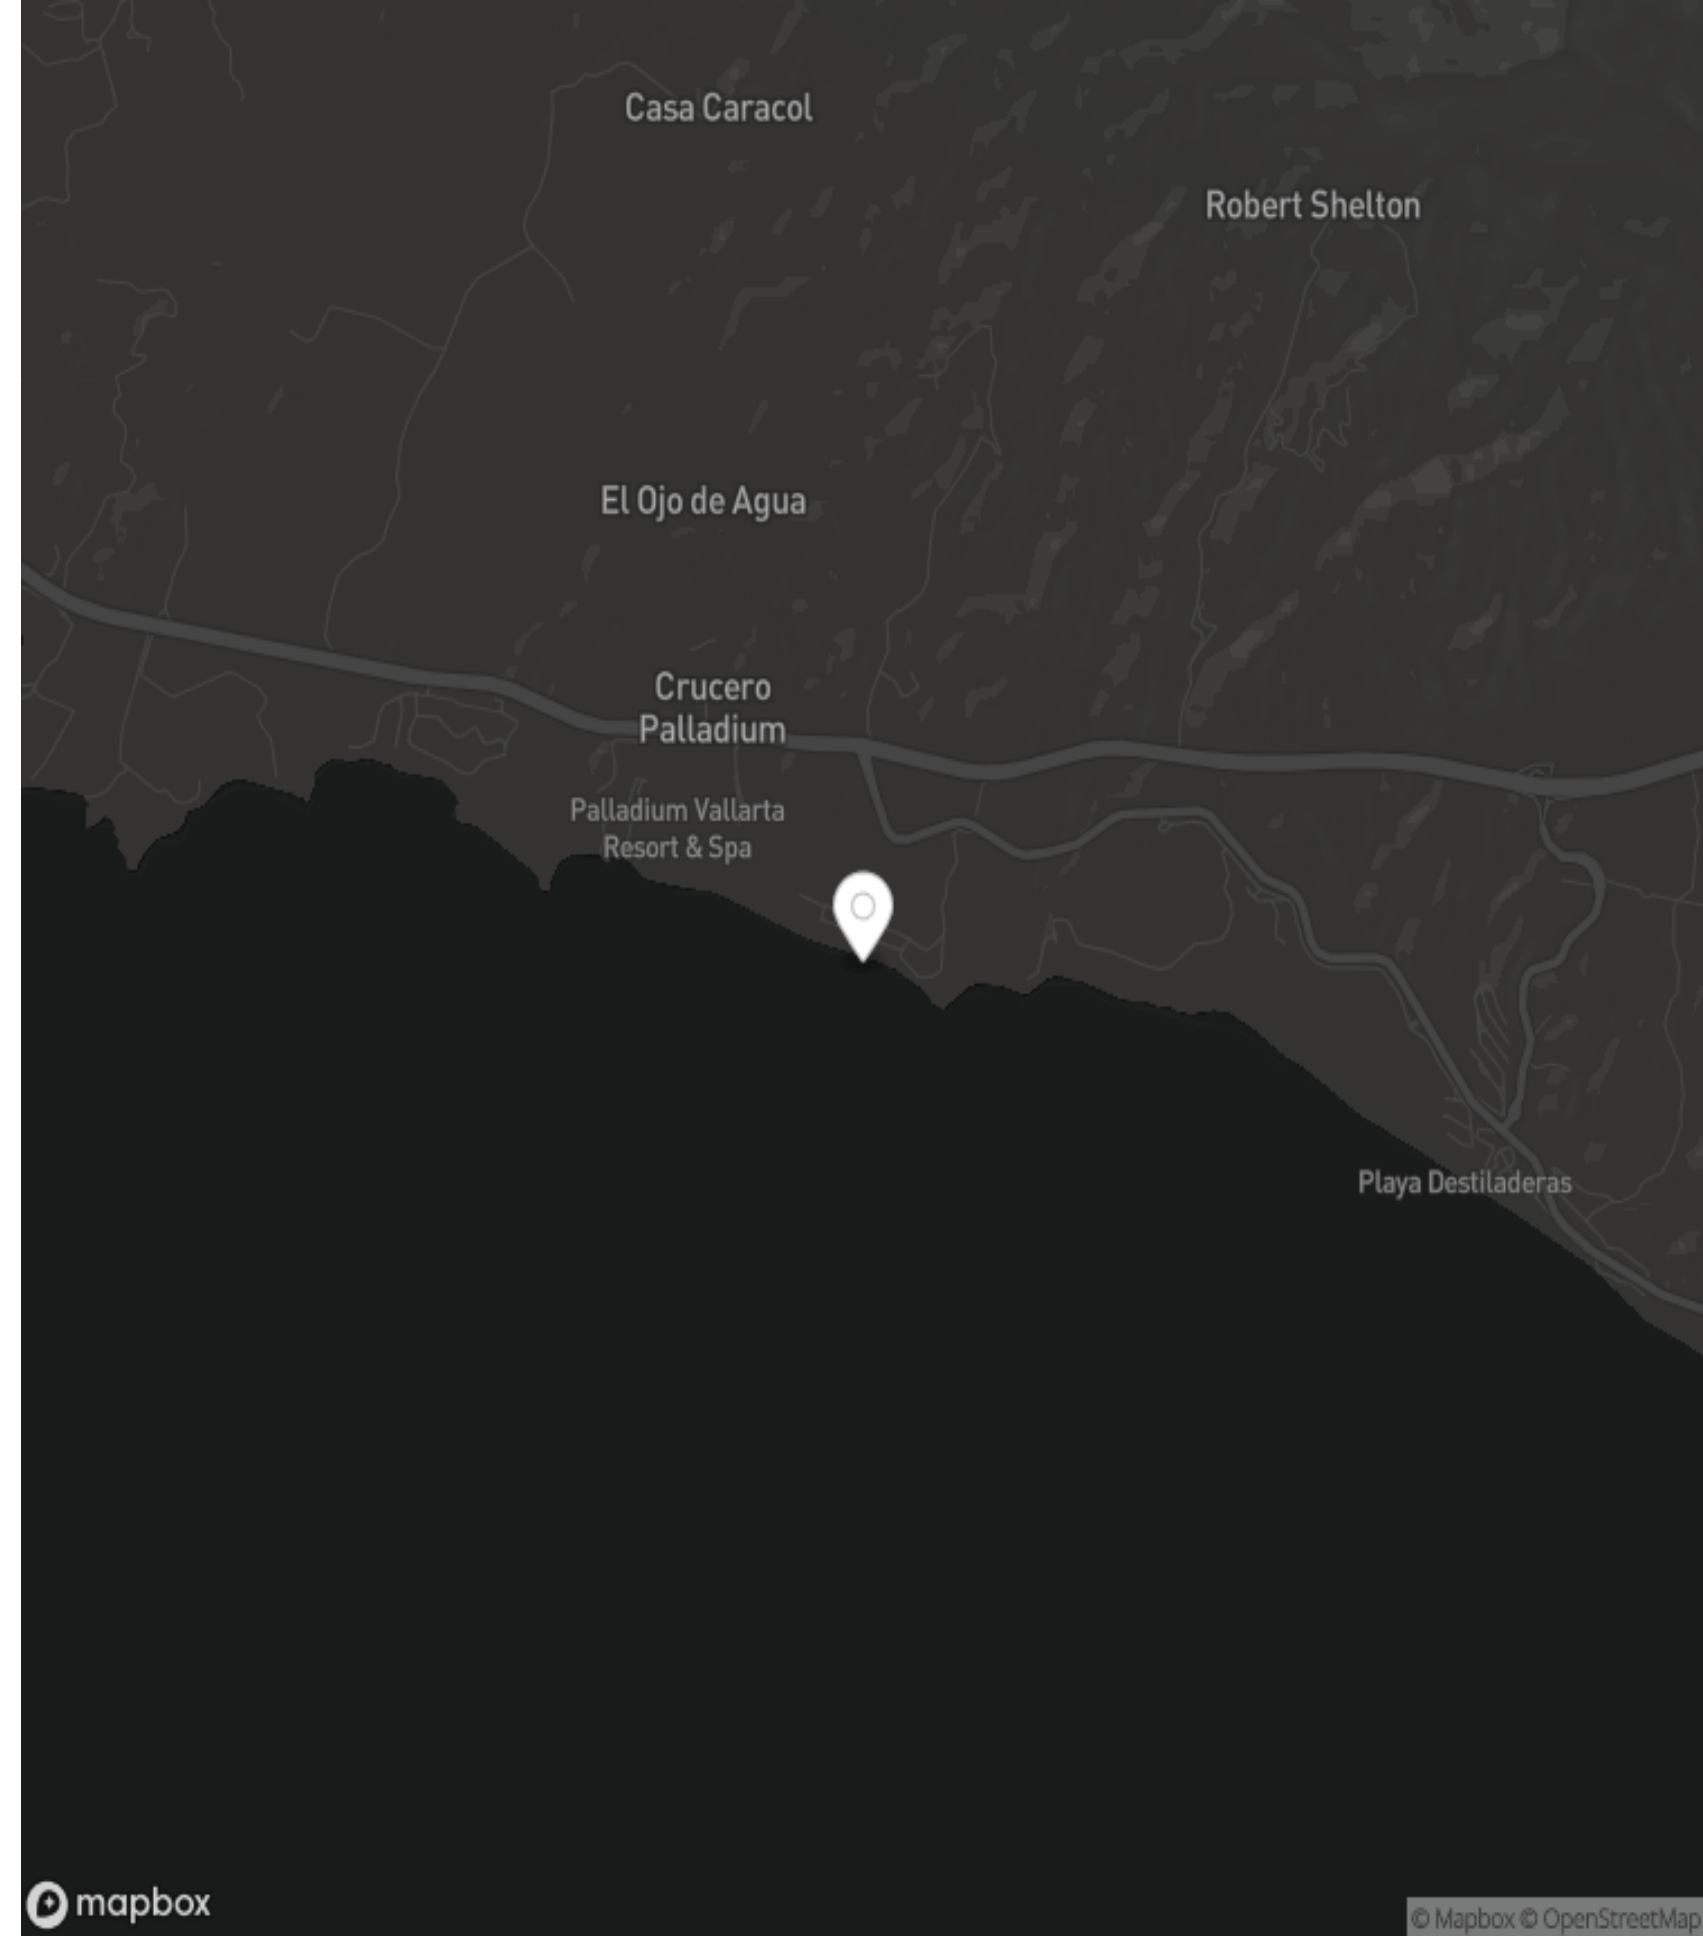 Casa Caracol
Robert Shelton
El Ojo de Agua
Crucero
Palladium
Palladium Vallarta
Resort & Spa
Playa Destiladeras
mapbox
© Mapbox © OpenStreetMap